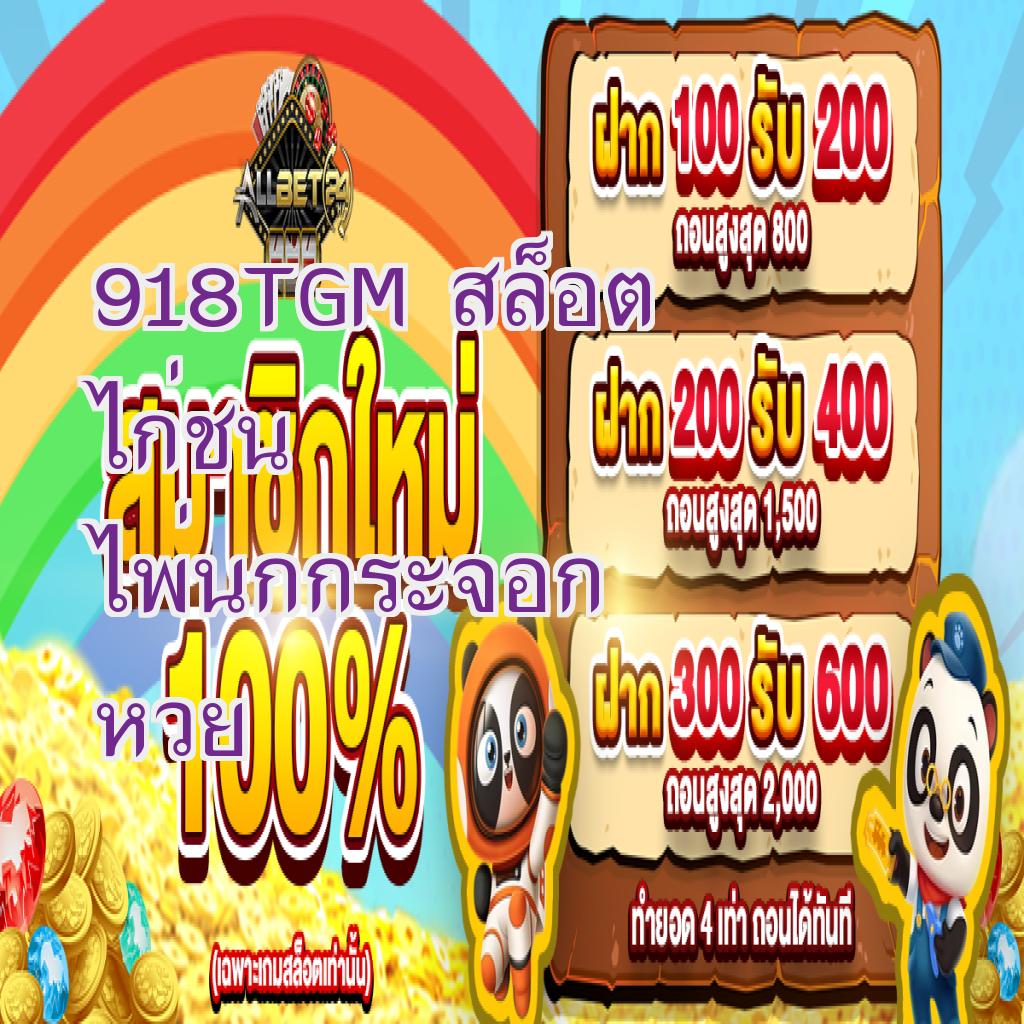 ALLBET24
918TGM สล็อต
ไก่ชน
ไพ่นกกระจอก
หวย
สมาชิกใหม่
100%
(เฉพาะเกมสล็อตเท่านั้น)
ฝาก 100 รับ 200
ถอนสูงสุด 800
ฝาก 200 รับ 400
ถอนสูงสุด 1,500
ฝาก 300 รับ 600
ถอนสูงสุด 2,000
ทำยอด 4 เท่า ถอนได้ทันที